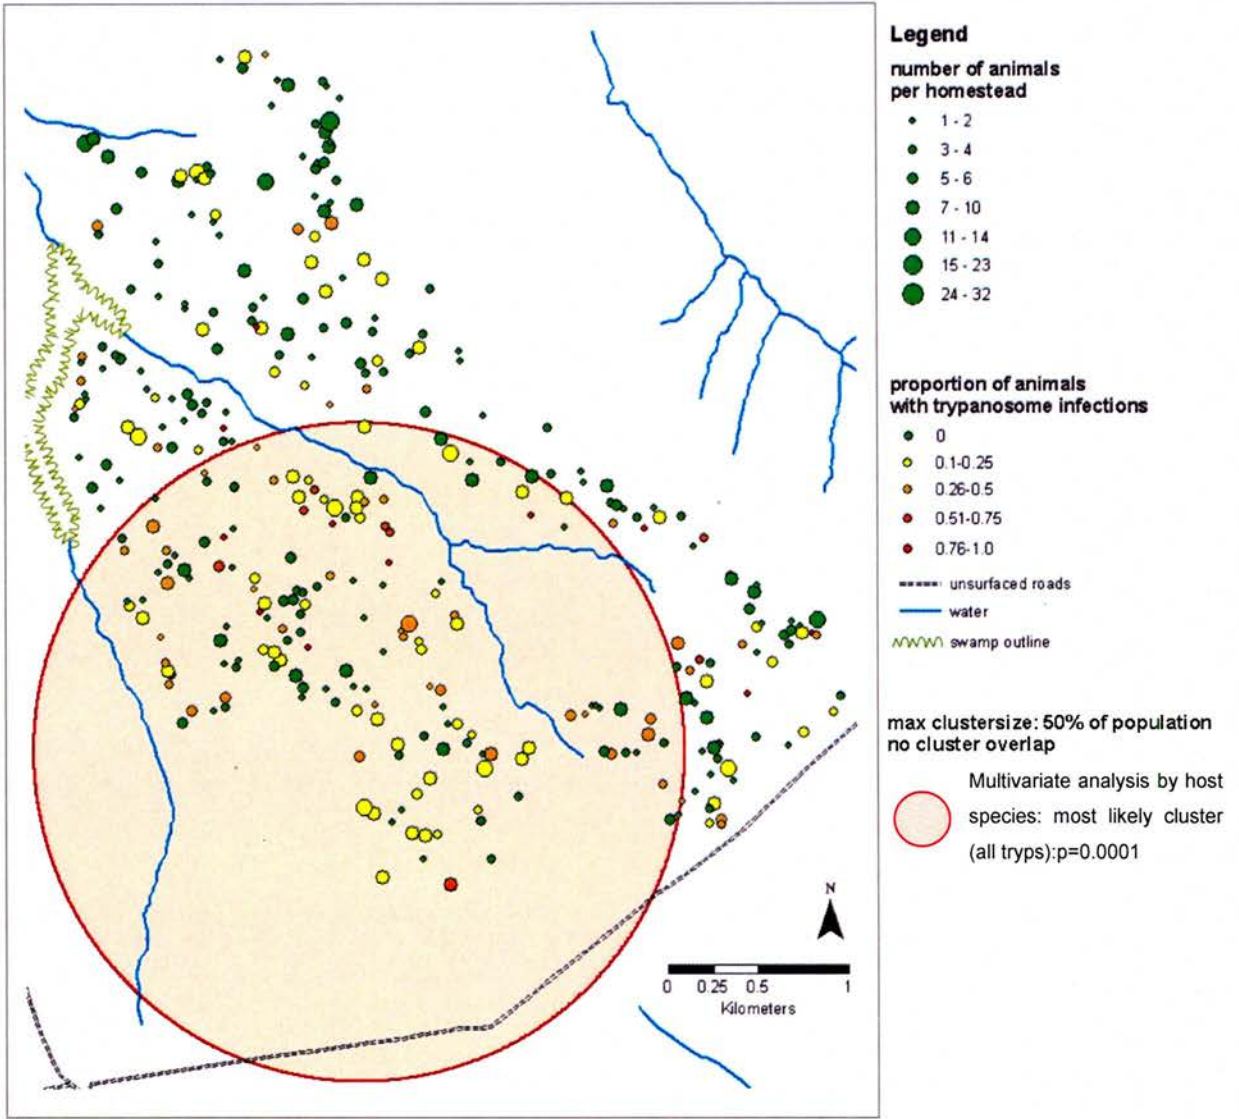 Legend
number of animals
per homestead
1 - 2
3 - 4
5 - 6
7 - 10
11 - 14
15 - 23
24 - 32
proportion of animals
with trypanosome infections
0
0.1-0.25
0.26-0.5
0.51-0.75
0.76-1.0
unsurfaced roads
water
swamp outline
max clustersize: 50% of population
no cluster overlap
Multivariate analysis by host
species: most likely cluster
(all tryps):p=0.0001
N
0 0.25 0.5 1
Kilometers